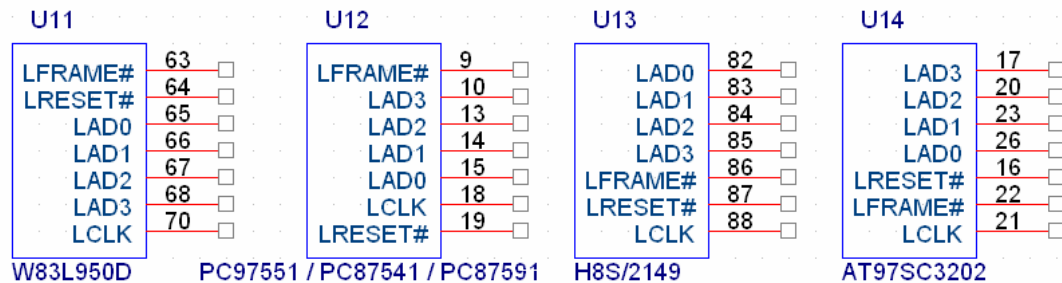 U11
LFRAME# 63
LRESET# 64
LAD0 65
LAD1 66
LAD2 67
LAD3 68
LCLK 70
W83L950D
U12
LFRAME# 9
LAD3 10
LAD2 13
LAD1 14
LAD0 15
LCLK 18
LRESET# 19
PC97551 / PC87541 / PC87591
U13
LAD0 82
LAD1 83
LAD2 84
LAD3 85
LFRAME# 86
LRESET# 87
LCLK 88
H8S/2149
U14
LAD3 17
LAD2 20
LAD1 23
LAD0 26
LRESET# 16
LFRAME# 22
LCLK 21
AT97SC3202